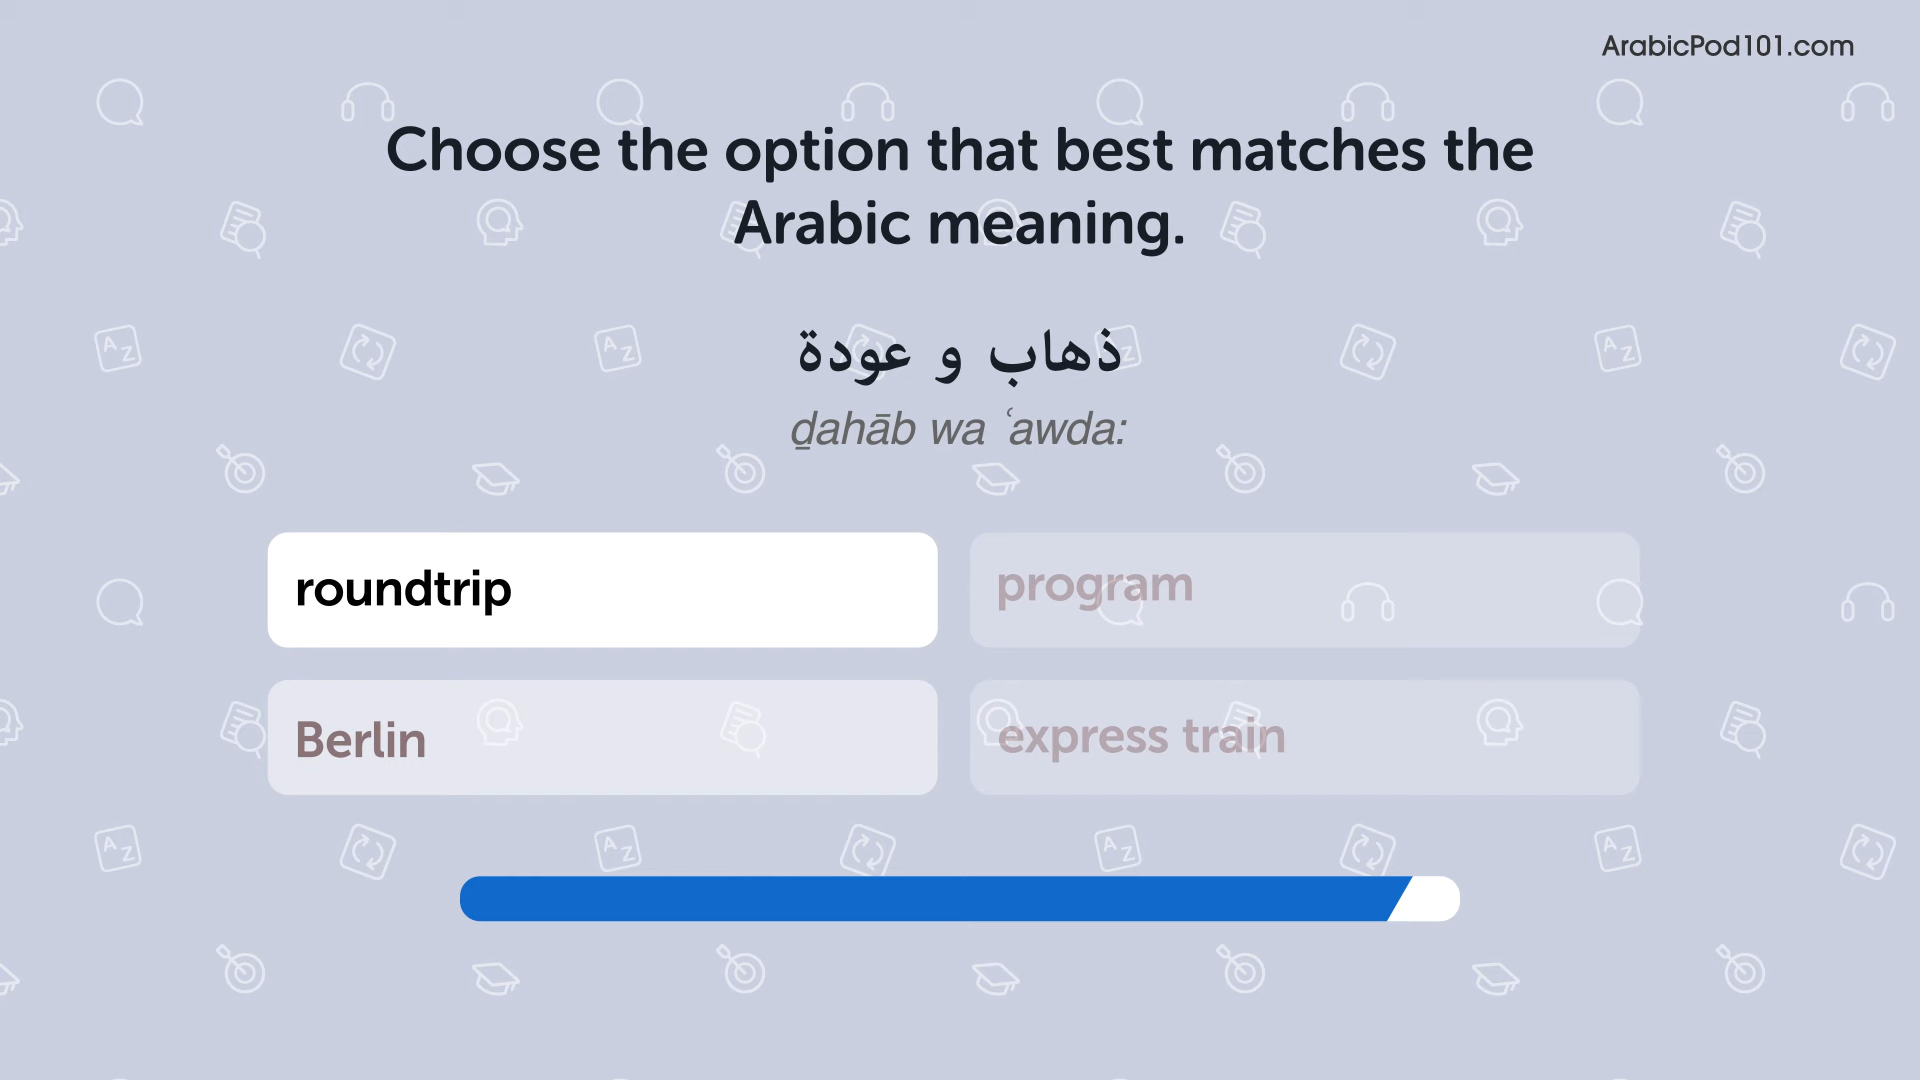 ArabicPod101.com
Choose the option that best matches the
Arabic meaning.
ذهاب و عودة
ḏahāb wa ʿawda:
roundtrip
program
Berlin
express train